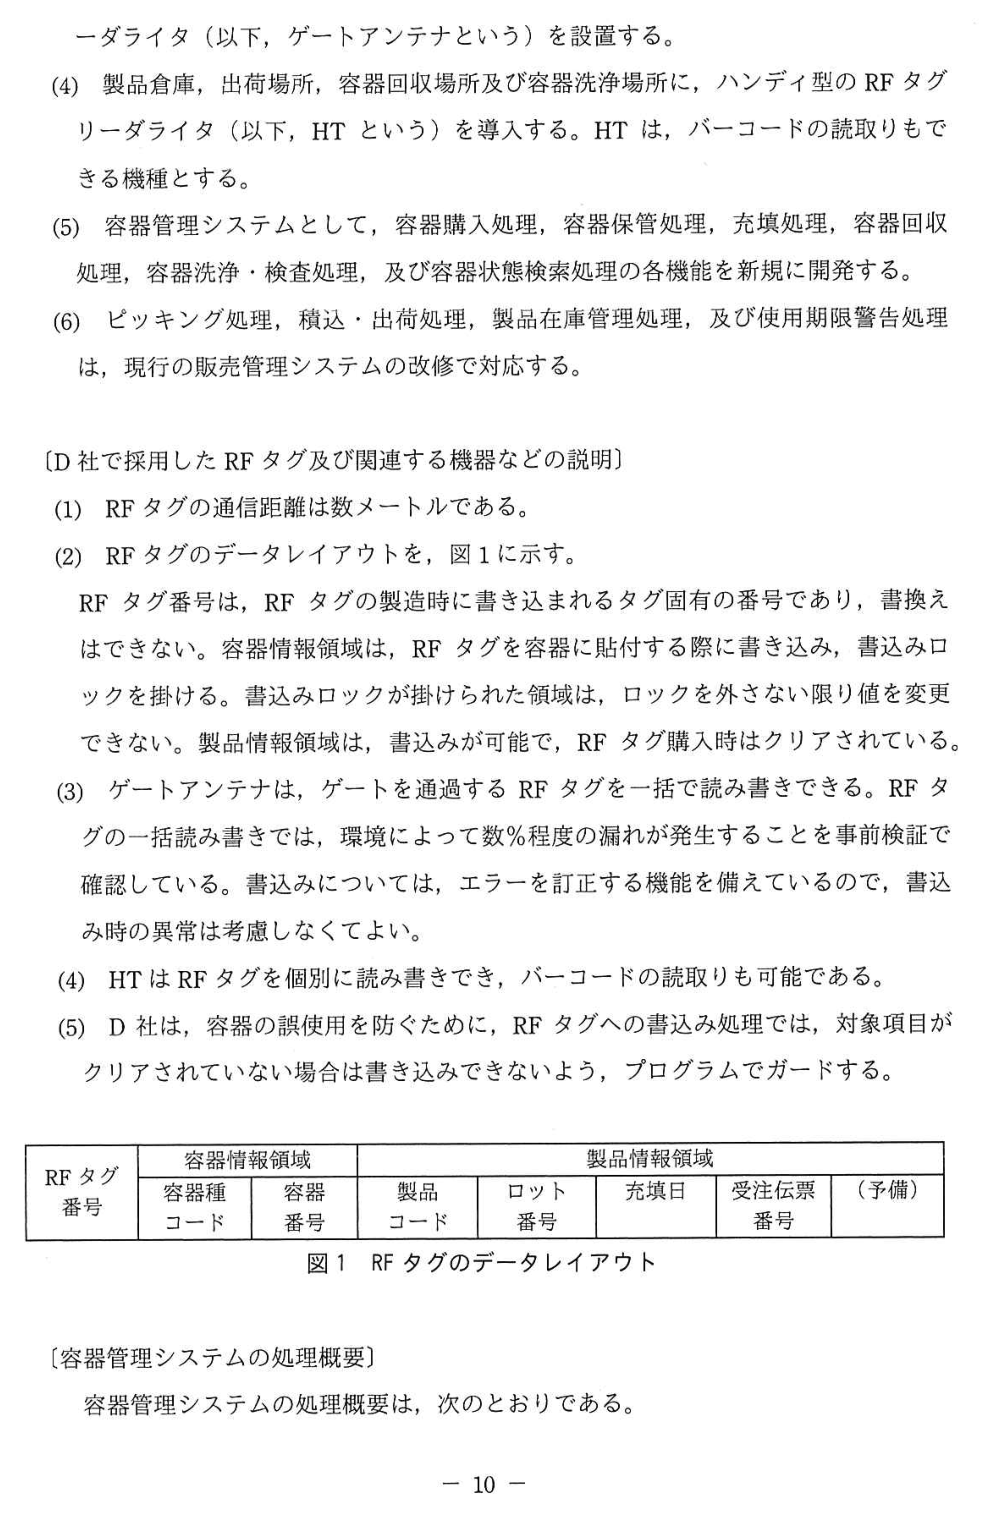 ーダライタ（以下，ゲートアンテナという）を設置する。
(4)　製品倉庫，出荷場所，容器回収場所及び容器洗浄場所に，ハンディ型の RF タグ
リーダライタ（以下，HT という）を導入する。HT は，バーコードの読取りもで
きる機種とする。
(5)　容器管理システムとして，容器購入処理，容器保管処理，充填処理，容器回収
処理，容器洗浄・検査処理，及び容器状態検索処理の各機能を新規に開発する。
(6)　ピッキング処理，積込・出荷処理，製品在庫管理処理，及び使用期限警告処理
は，現行の販売管理システムの改修で対応する。
〔D 社で採用した RF タグ及び関連する機器などの説明〕
(1)　RF タグの通信距離は数メートルである。
(2)　RF タグのデータレイアウトを，図 1 に示す。
RF タグ番号は，RF タグの製造時に書き込まれるタグ固有の番号であり，書換え
はできない。容器情報領域は，RF タグを容器に貼付する際に書き込み，書込みロ
ックを掛ける。書込みロックが掛けられた領域は，ロックを外さない限り値を変更
できない。製品情報領域は，書込みが可能で，RF タグ購入時はクリアされている。
(3)　ゲートアンテナは，ゲートを通過する RF タグを一括で読み書きできる。RF タ
グの一括読み書きでは，環境によって数％程度の漏れが発生することを事前検証で
確認している。書込みについては，エラーを訂正する機能を備えているので，書込
み時の異常は考慮しなくてよい。
(4)　HT は RF タグを個別に読み書きでき，バーコードの読取りも可能である。
(5)　D 社は，容器の誤使用を防ぐために，RF タグへの書込み処理では，対象項目が
クリアされていない場合は書き込みできないよう，プログラムでガードする。
RF タグ
番号
容器情報領域
製品情報領域
容器種
コード
容器
番号
製品
コード
ロット
番号
充填日
受注伝票
番号
（予備）
図 1　RF タグのデータレイアウト
〔容器管理システムの処理概要〕
容器管理システムの処理概要は，次のとおりである。
－ 10 －